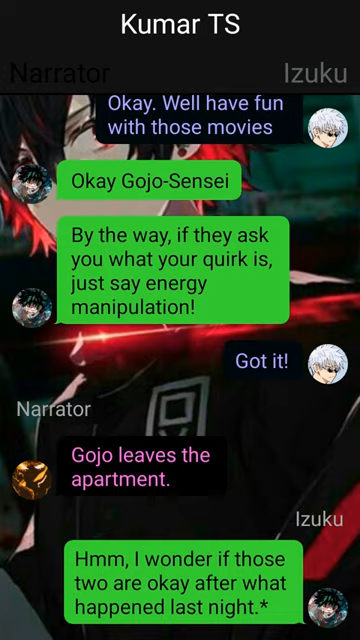 Kumar TS
Narrator
Izuku
Okay. Well have fun
with those movies
Okay Gojo-Sensei
By the way, if they ask
you what your quirk is,
just say energy
manipulation!
Got it!
Narrator
Gojo leaves the
apartment.
Izuku
Hmm, I wonder if those
two are okay after what
happened last night.*